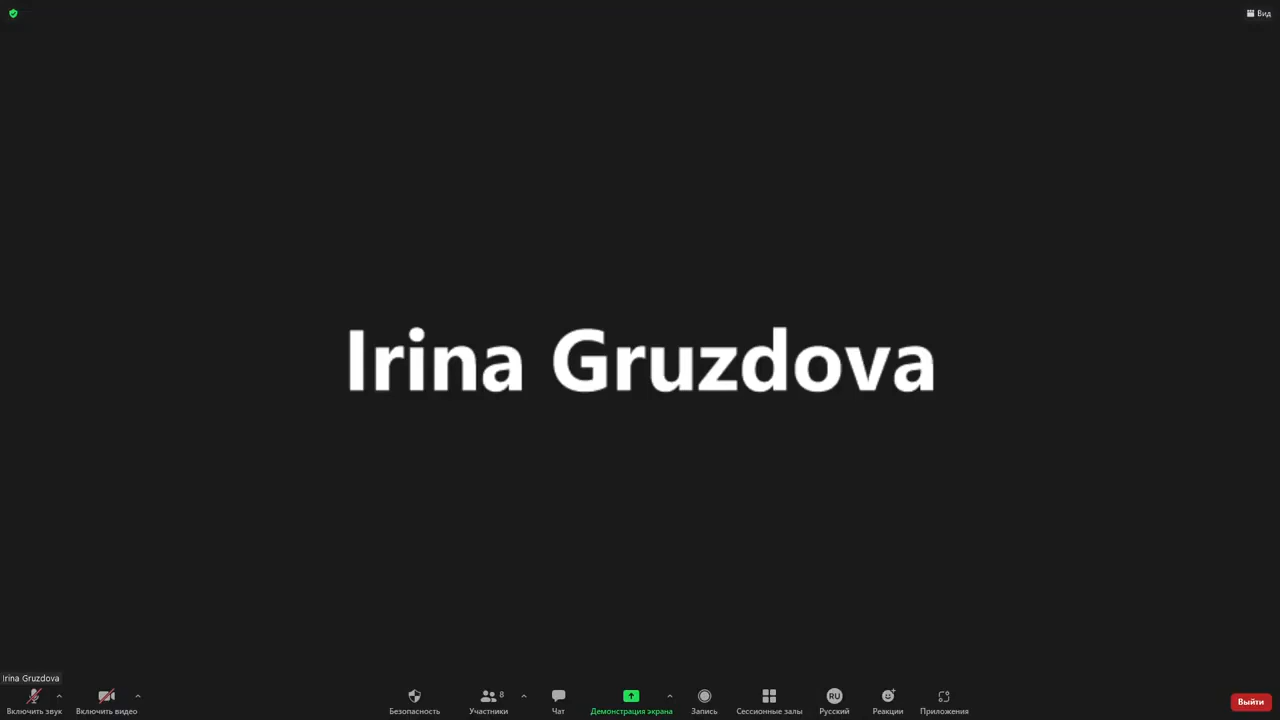 Вид
Irina Gruzdova
Irina Gruzdova
Включить звук
Включить видео
Безопасность
Участники
8
Чат
Демонстрация экрана
Запись
Сессионные залы
RU
Русский
Реакции
Приложения
Выйти